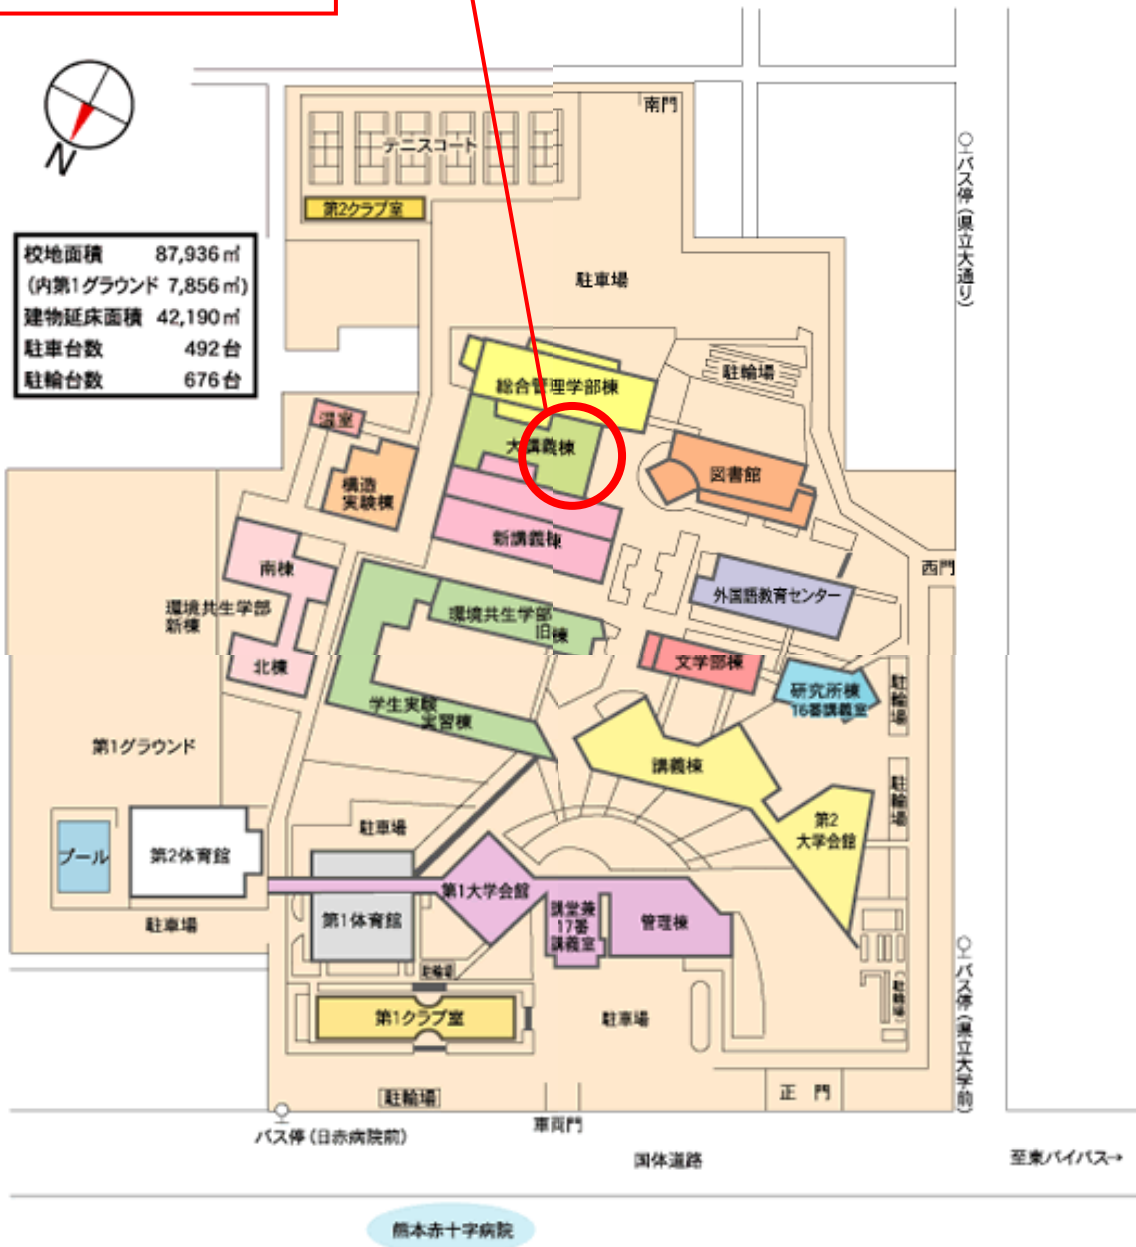 南門
テニスコート
N
第2クラブ室
バス停（県立大通り）
校地面積 87,936㎡
（内第1グラウンド 7,856㎡）
建物延床面積 42,190㎡
駐車台数 492台
駐輪台数 676台
駐車場
駐輪場
総合管理学部棟
温室
大講義棟
図書館
構造
実験棟
新講義棟
西門
南棟
外国語教育センター
環境共生学部
新棟
環境共生学部
旧棟
北棟
文学部棟
研究所棟
16番講義室
駐輪場
学生実験
実習棟
第1グラウンド
講義棟
駐輪場
第2
大学会館
駐車場
プール
第2体育館
第1大学会館
第1体育館
講堂兼
17番
講義室
管理棟
駐車場
駐輪場
駐輪場
第1クラブ室
駐車場
バス停（県立大学前）
駐輪場
正門
バス停（日赤病院前）
車両門
国体道路
至東バイパス→
熊本赤十字病院